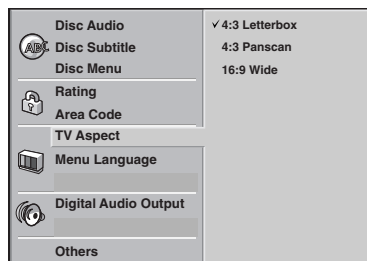 Disc Audio
ABC
Disc Subtitle
Disc Menu
Rating
Area Code
TV Aspect
Menu Language
Digital Audio Output
Others
✓ 4:3 Letterbox
4:3 Panscan
16:9 Wide